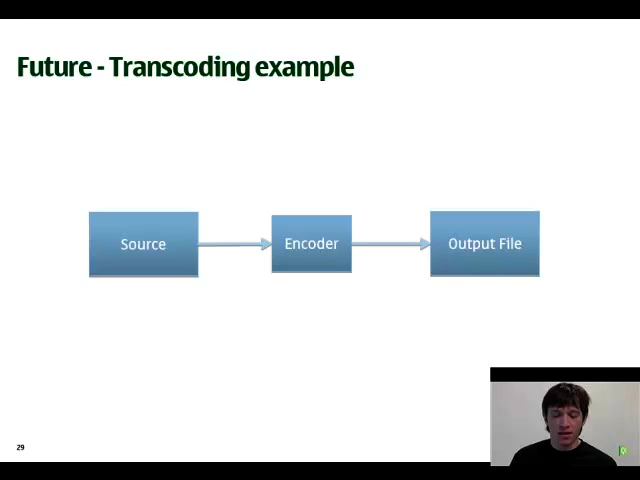 Future - Transcoding example
Source
Encoder
Output File
29